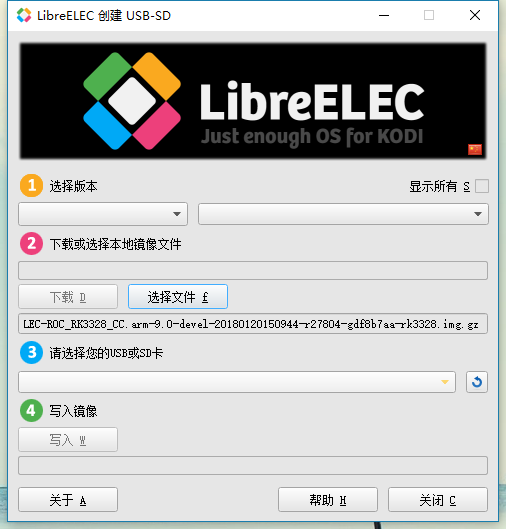 LibreELEC 创建 USB-SD
LibreELEC
Just enough OS for KODI
1 选择版本
显示所有 S
2 下载或选择本地镜像文件
下载 D
选择文件 f
LEC-ROC_RK3328_CC.arm-9.0-devel-20180120150944-r27804-gdf8b7aa-rk3328.img.gz
3 请选择您的USB或SD卡
4 写入镜像
写入 W
关于 A
帮助 H
关闭 C